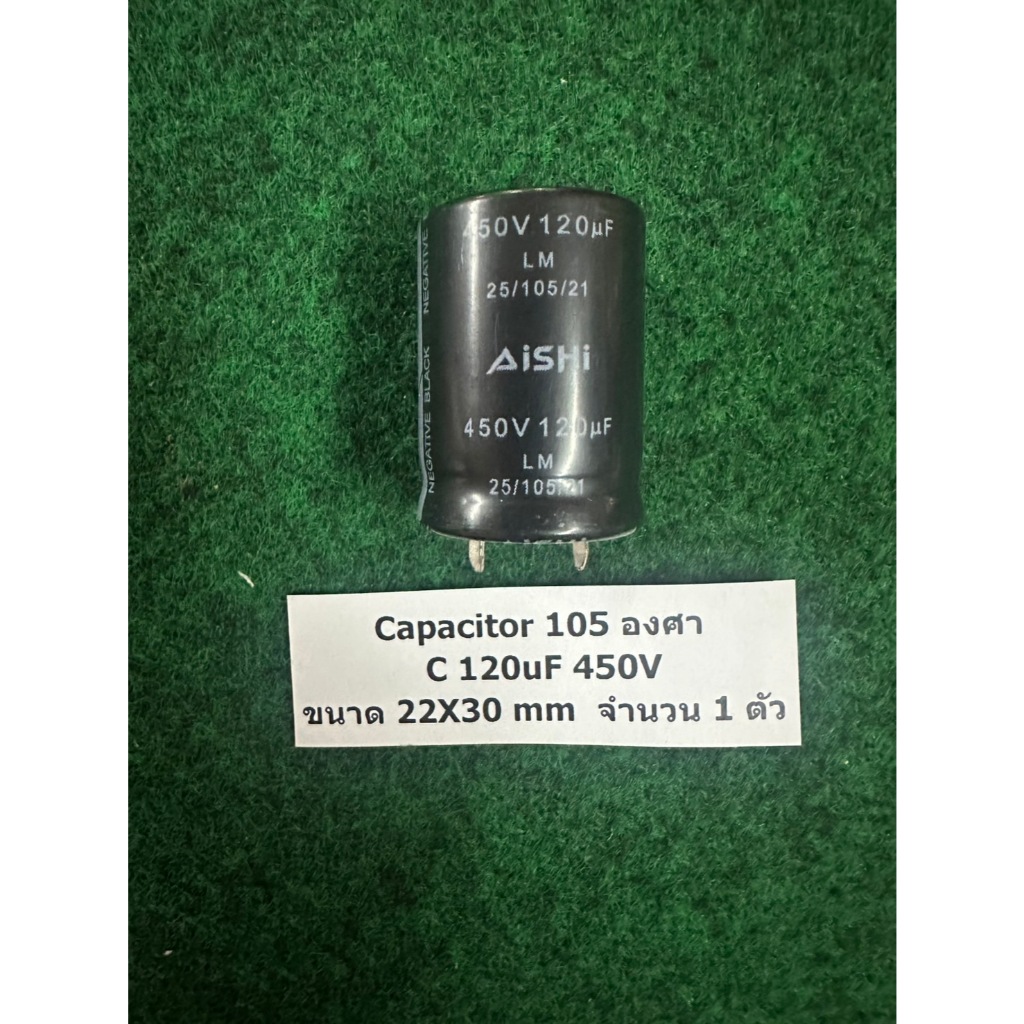 450V 120µF
LM
25/105/21
AiSHi
450V 120µF
LM
25/105/21
NEGATIVE BLACK NEGATIVE
Capacitor 105 องศา
C 120uF 450V
ขนาด 22X30 mm จำนวน 1 ตัว